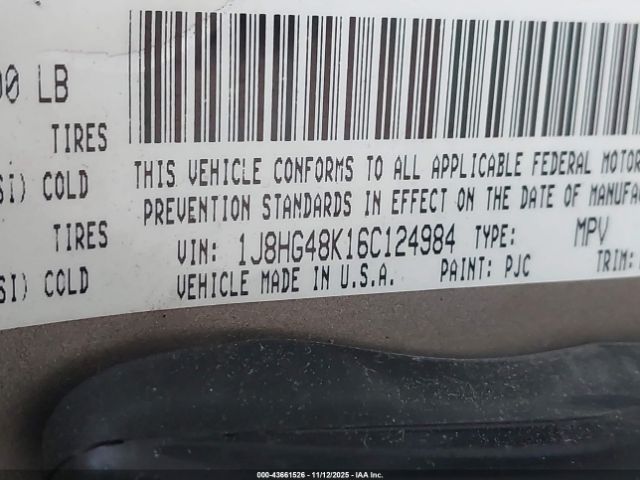 00 LB
TIRES
SI) COLD
TIRES
SI) COLD
THIS VEHICLE CONFORMS TO ALL APPLICABLE FEDERAL MOTOR
PREVENTION STANDARDS IN EFFECT ON THE DATE OF MANUFAC
VIN: 1J8HG48K16C124984 TYPE: MPV
VEHICLE MADE IN U.S.A. PAINT: PJC TRIM:
000-43661526 - 11/12/2025 - IAA Inc.